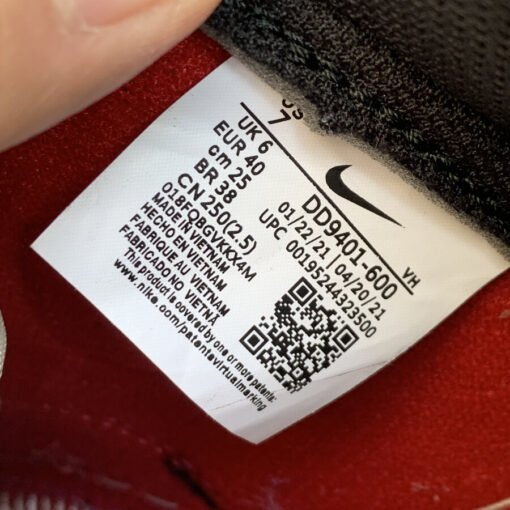 US
7
UK 6
EUR 40
cm 25
BR 38
CN 250(2.5)
018FQBGVKXX4M
MADE IN VIETNAM
HECHO EN VIETNAM
FABRIQUE AU VIETNAM
FABRICADO NO VIETNÃ
This product is covered by one or more patents:
www.nike.com/patentsvirtualmarking
DD9401-600
VH
01/22/21 | 04/20/21
UPC 00195244323500